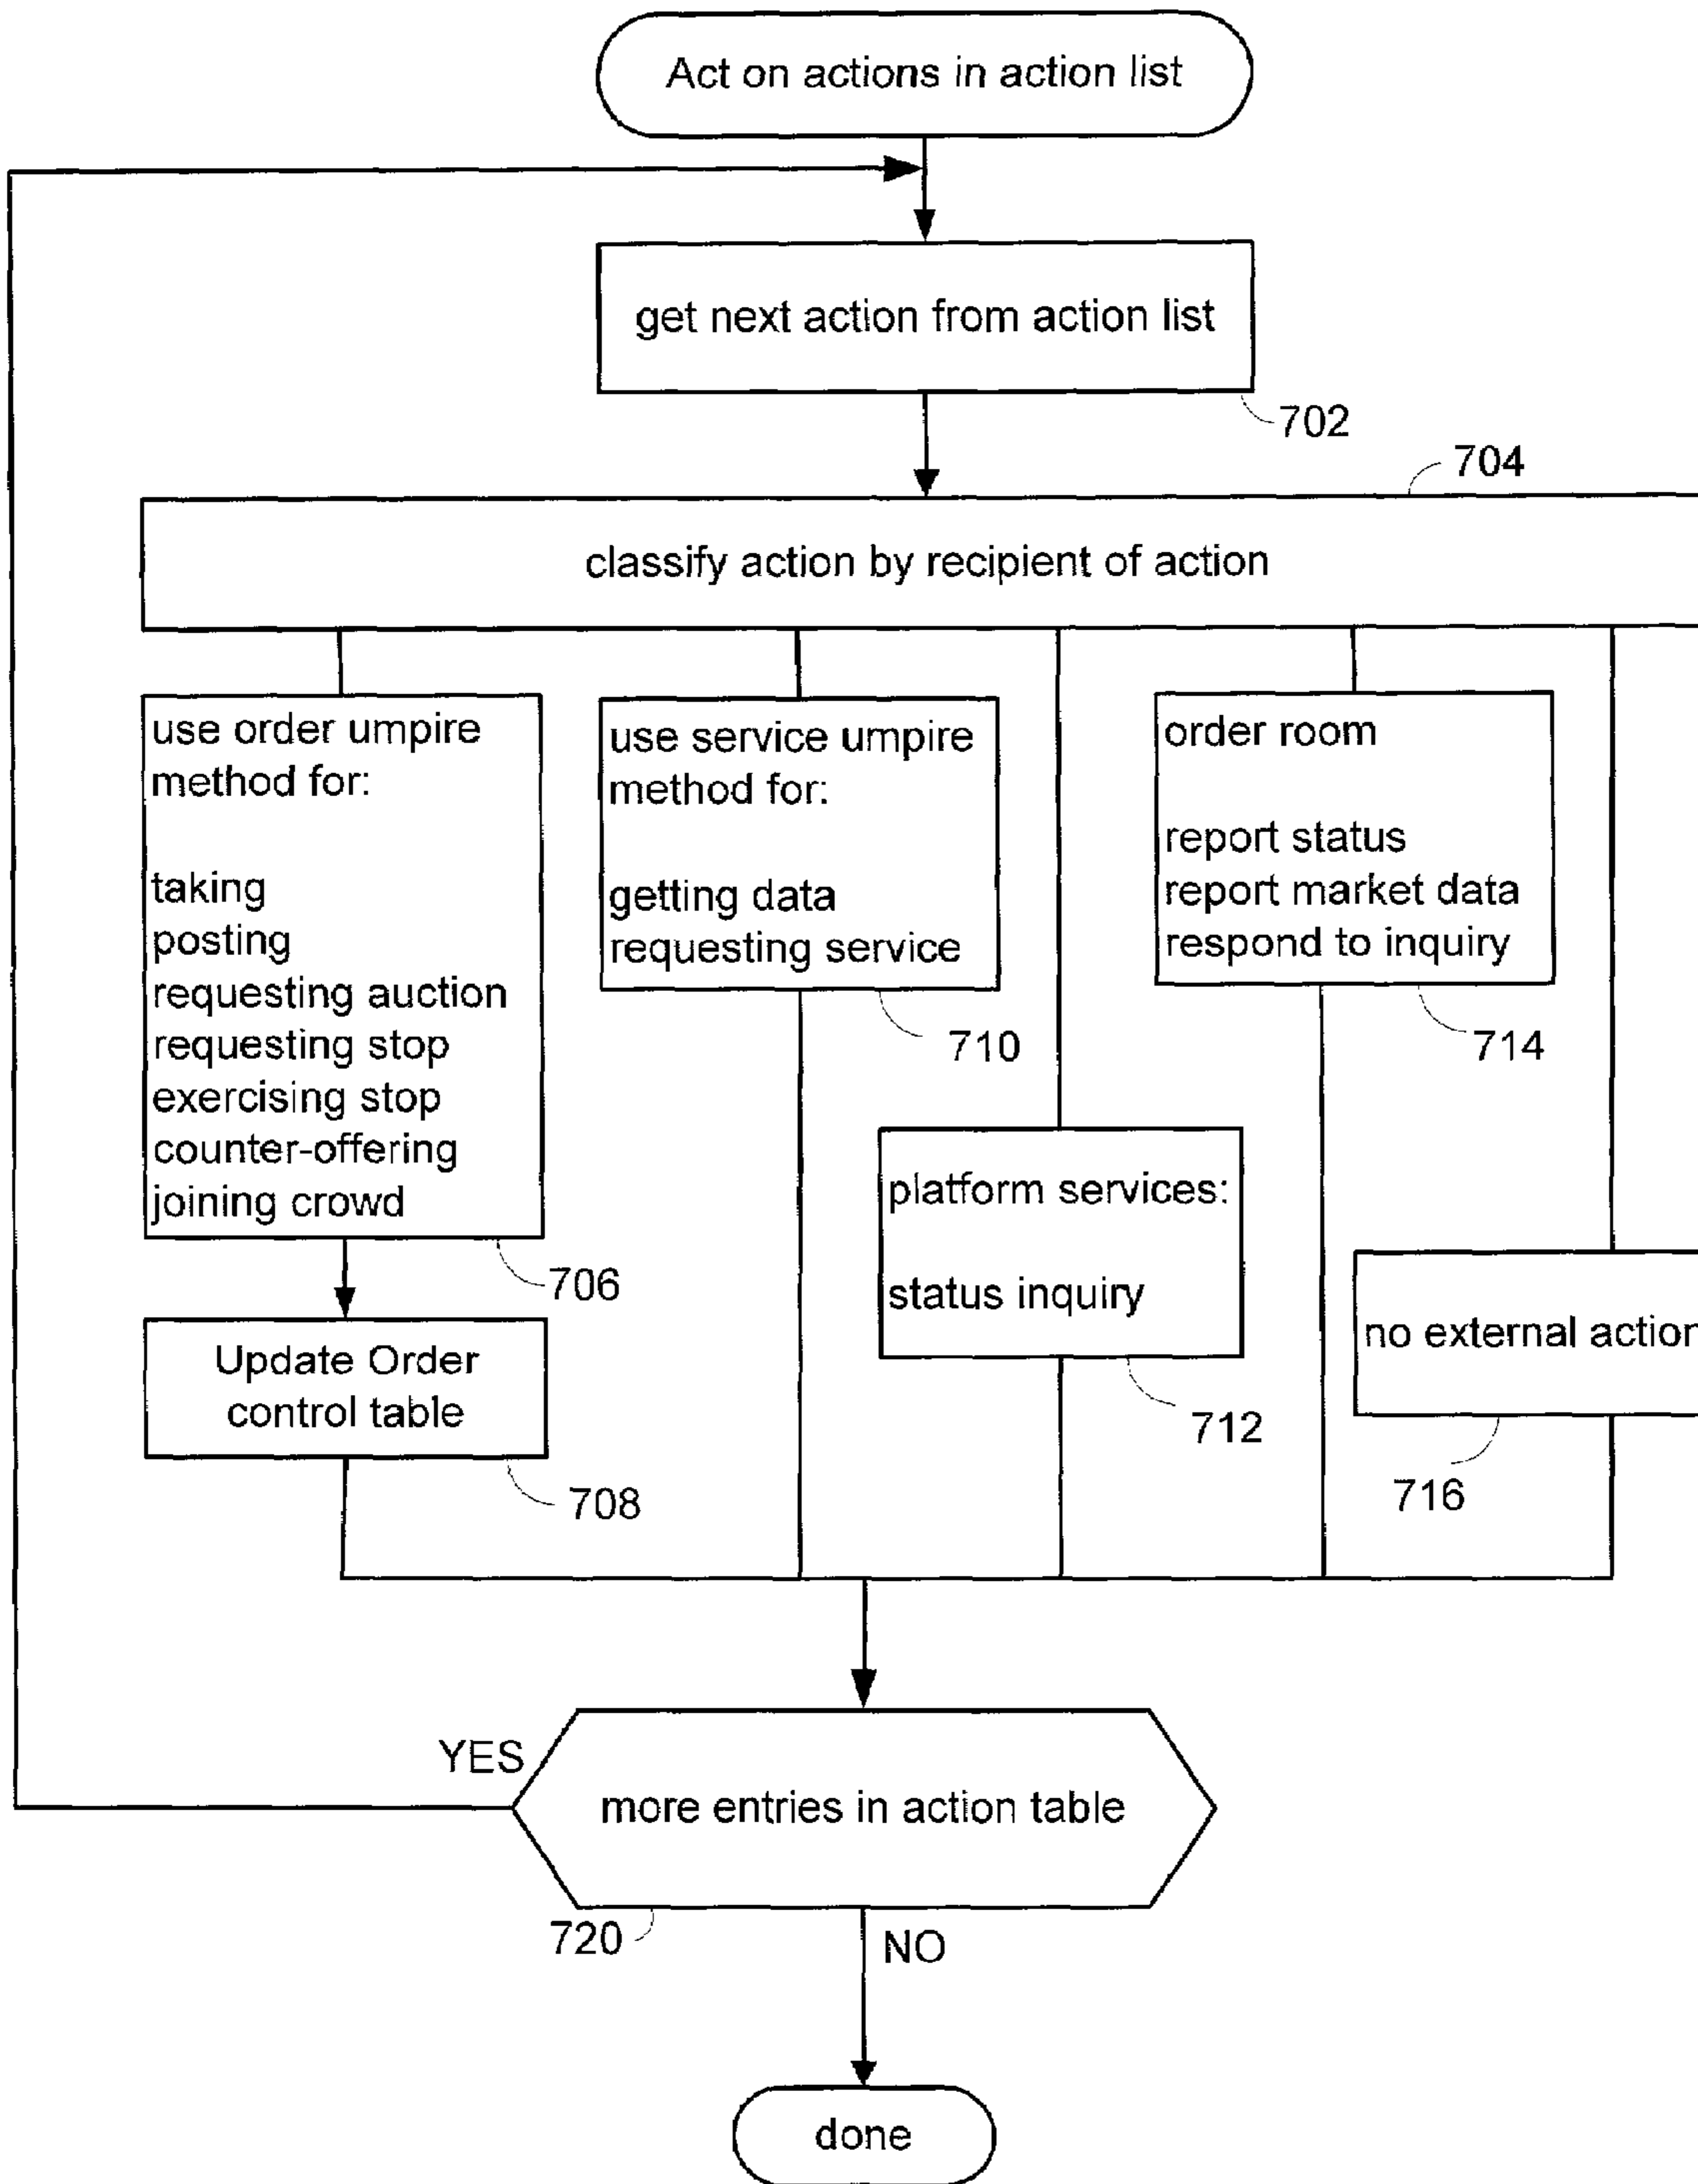 Act on actions in action list
get next action from action list
702
704
classify action by recipient of action
use order umpire
method for:
taking
posting
requesting auction
requesting stop
exercising stop
counter-offering
joining crowd
706
Update Order
control table
708
use service umpire
method for:
getting data
requesting service
710
platform services:
status inquiry
712
order room
report status
report market data
respond to inquiry
714
no external action
716
YES
more entries in action table
720
NO
done